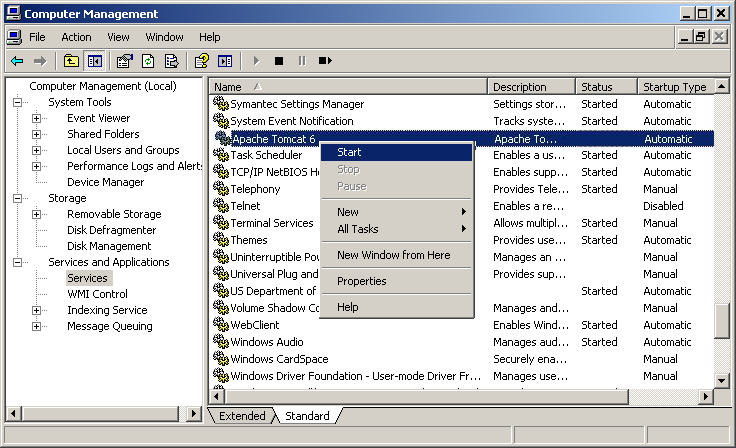 Computer Management
File Action View Window Help
Computer Management (Local)
System Tools
Event Viewer
Shared Folders
Local Users and Groups
Performance Logs and Alerts
Device Manager
Storage
Removable Storage
Disk Defragmenter
Disk Management
Services and Applications
Services
WMI Control
Indexing Service
Message Queuing
Name Description Status Startup Type
Symantec Settings Manager Settings stor... Started Automatic
System Event Notification Tracks syste... Started Automatic
Apache Tomcat 6 Apache To... Automatic
Task Scheduler Enables a us... Started Automatic
TCP/IP NetBIOS He Enables supp... Started Automatic
Telephony Provides Tele... Started Manual
Telnet Enables a re... Disabled
Terminal Services Allows multipl... Started Manual
Themes Provides use... Started Automatic
Uninterruptible Pow Manages an ... Manual
Universal Plug and Provides sup... Manual
US Department of Started Automatic
Volume Shadow Co Manages and... Manual
WebClient Enables Wind... Started Automatic
Windows Audio Manages aud... Started Automatic
Windows CardSpace Securely ena... Manual
Windows Driver Foundation - User-mode Driver Fr... Manages use... Manual
Start
Stop
Pause
New
All Tasks
New Window from Here
Properties
Help
Extended Standard